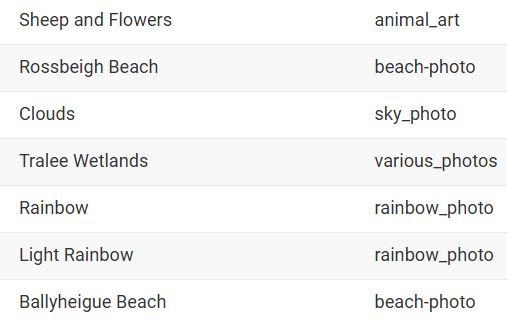 Sheep and Flowers animal_art
Rossbeigh Beach beach-photo
Clouds sky_photo
Tralee Wetlands various_photos
Rainbow rainbow_photo
Light Rainbow rainbow_photo
Ballyheigue Beach beach-photo